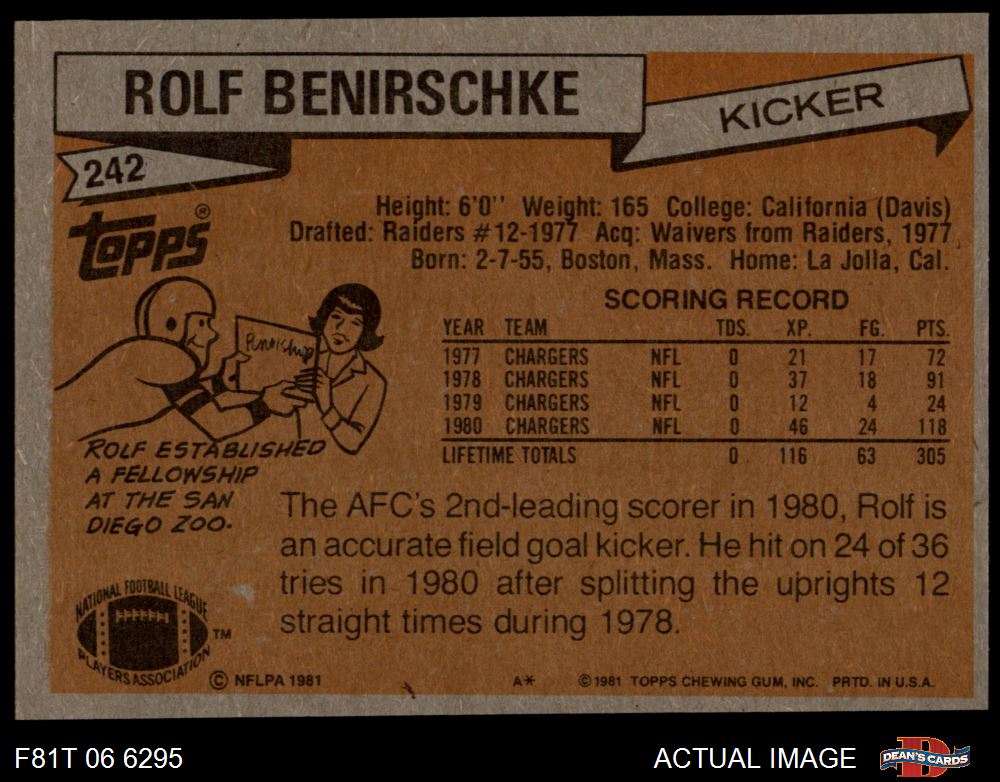 ROLF BENIRSCHKE
KICKER
242
Topps®
Height: 6'0'' Weight: 165 College: California (Davis)
Drafted: Raiders #12-1977 Acq: Waivers from Raiders, 1977
Born: 2-7-55, Boston, Mass. Home: La Jolla, Cal.
SCORING RECORD
YEAR TEAM TDS. XP. FG. PTS.
1977 CHARGERS NFL 0 21 17 72
1978 CHARGERS NFL 0 37 18 91
1979 CHARGERS NFL 0 12 4 24
1980 CHARGERS NFL 0 46 24 118
LIFETIME TOTALS 0 116 63 305
ROLF ESTABLISHED
A FELLOWSHIP
AT THE SAN
DIEGO ZOO.
The AFC's 2nd-leading scorer in 1980, Rolf is
an accurate field goal kicker. He hit on 24 of 36
tries in 1980 after splitting the uprights 12
straight times during 1978.
NATIONAL FOOTBALL LEAGUE
PLAYERS ASSOCIATION
TM
© NFLPA 1981 A* © 1981 TOPPS CHEWING GUM, INC. PRTD. IN U.S.A.
F81T 06 6295 ACTUAL IMAGE
DEAN'S CARDS